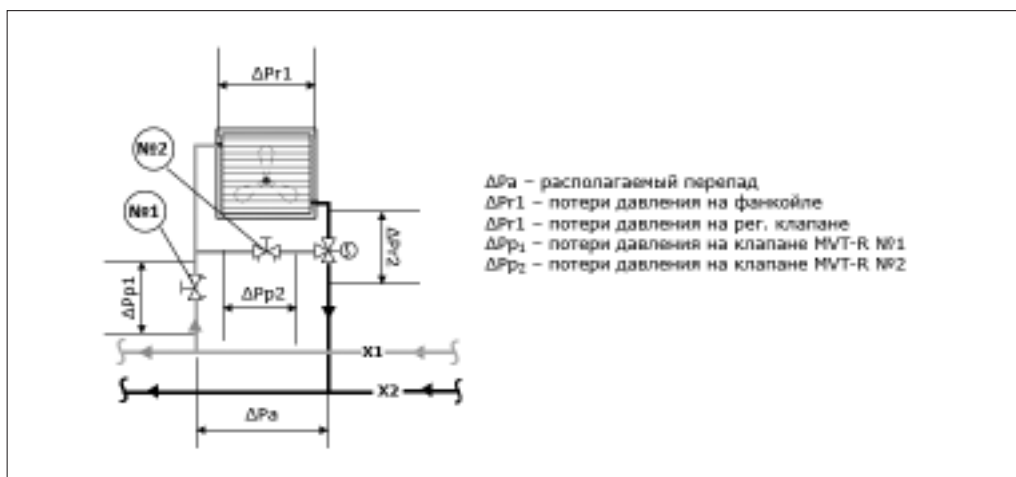 ΔPr1
№2
№1
ΔPr2
ΔPp2
ΔPp1
X1
X2
ΔPa
ΔPa – располагаемый перепад
ΔPr1 – потери давления на фанкойле
ΔPr1 – потери давления на рег. клапане
ΔPp₁ – потери давления на клапане MVT-R №1
ΔPp₂ – потери давления на клапане MVT-R №2